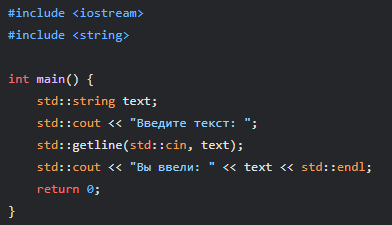 #include <iostream>
#include <string>

int main() {
    std::string text;
    std::cout << "Введите текст: ";
    std::getline(std::cin, text);
    std::cout << "Вы ввели: " << text << std::endl;
    return 0;
}